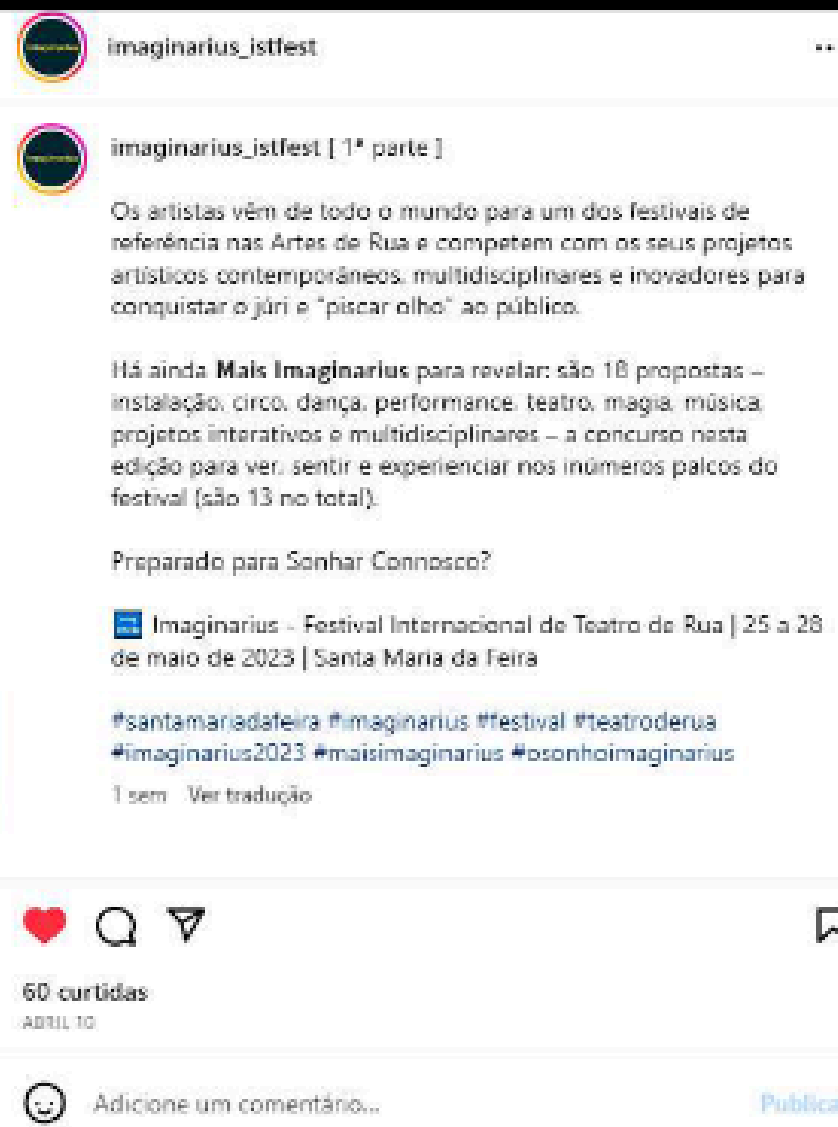 imaginarius_istfest
imaginarius_istfest [ 1ª parte ]
Os artistas vêm de todo o mundo para um dos festivais de
referência nas Artes de Rua e competem com os seus projetos
artísticos contemporâneos, multidisciplinares e inovadores para
conquistar o júri e "piscar olho" ao público.
Há ainda Mais Imaginarius para revelar: são 18 propostas –
instalação, circo, dança, performance, teatro, magia, música,
projetos interativos e multidisciplinares – a concurso nesta
edição para ver, sentir e experienciar nos inúmeros palcos do
festival (são 13 no total).
Preparado para Sonhar Connosco?
Imaginarius - Festival Internacional de Teatro de Rua | 25 a 28
de maio de 2023 | Santa Maria da Feira
#santamariadafeira #imaginarius #festival #teatroderua
#imaginarius2023 #maisimaginarius #osonhoimaginarius
1 sem Ver tradução
60 curtidas
ABRIL 10
Adicione um comentário...
Publica